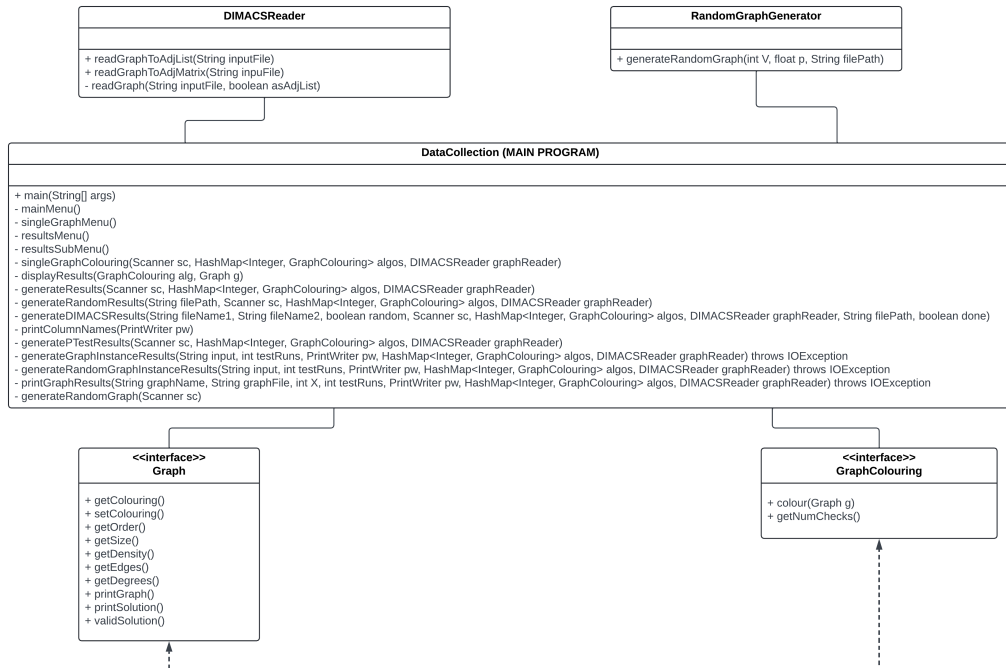 DIMACSReader
+ readGraphToAdjList(String inputFile)
+ readGraphToAdjMatrix(String inpuFile)
- readGraph(String inputFile, boolean asAdjList)
RandomGraphGenerator
+ generateRandomGraph(int V, float p, String filePath)
DataCollection (MAIN PROGRAM)
+ main(String[] args)
- mainMenu()
- singleGraphMenu()
- resultsMenu()
- resultsSubMenu()
- singleGraphColouring(Scanner sc, HashMap<Integer, GraphColouring> algos, DIMACSReader graphReader)
- displayResults(GraphColouring alg, Graph g)
- generateResults(Scanner sc, HashMap<Integer, GraphColouring> algos, DIMACSReader graphReader)
- generateRandomResults(String filePath, Scanner sc, HashMap<Integer, GraphColouring> algos, DIMACSReader graphReader)
- generateDIMACSResults(String fileName1, String fileName2, boolean random, Scanner sc, HashMap<Integer, GraphColouring> algos, DIMACSReader graphReader, String filePath, boolean done)
- printColumnNames(PrintWriter pw)
- generatePTestResults(Scanner sc, HashMap<Integer, GraphColouring> algos, DIMACSReader graphReader)
- generateGraphInstanceResults(String input, int testRuns, PrintWriter pw, HashMap<Integer, GraphColouring> algos, DIMACSReader graphReader) throws IOException
- generateRandomGraphInstanceResults(String input, int testRuns, PrintWriter pw, HashMap<Integer, GraphColouring> algos, DIMACSReader graphReader) throws IOException
- printGraphResults(String graphName, String graphFile, int X, int testRuns, PrintWriter pw, HashMap<Integer, GraphColouring> algos, DIMACSReader graphReader) throws IOException
- generateRandomGraph(Scanner sc)
<<interface>>
Graph
+ getColouring()
+ setColouring()
+ getOrder()
+ getSize()
+ getDensity()
+ getEdges()
+ getDegrees()
+ printGraph()
+ printSolution()
+ validSolution()
<<interface>>
GraphColouring
+ colour(Graph g)
+ getNumChecks()